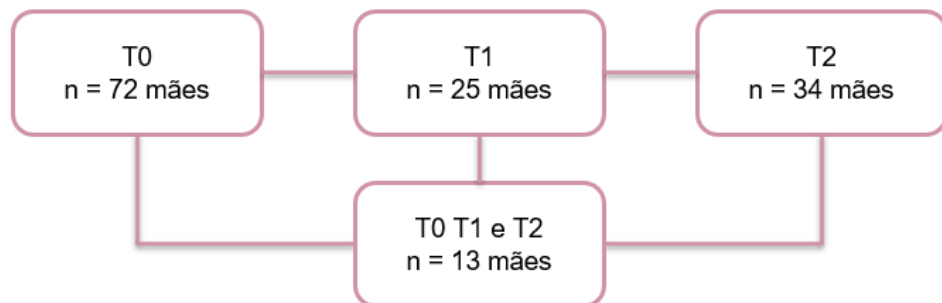 T0
n = 72 mães
T1
n = 25 mães
T2
n = 34 mães
T0 T1 e T2
n = 13 mães